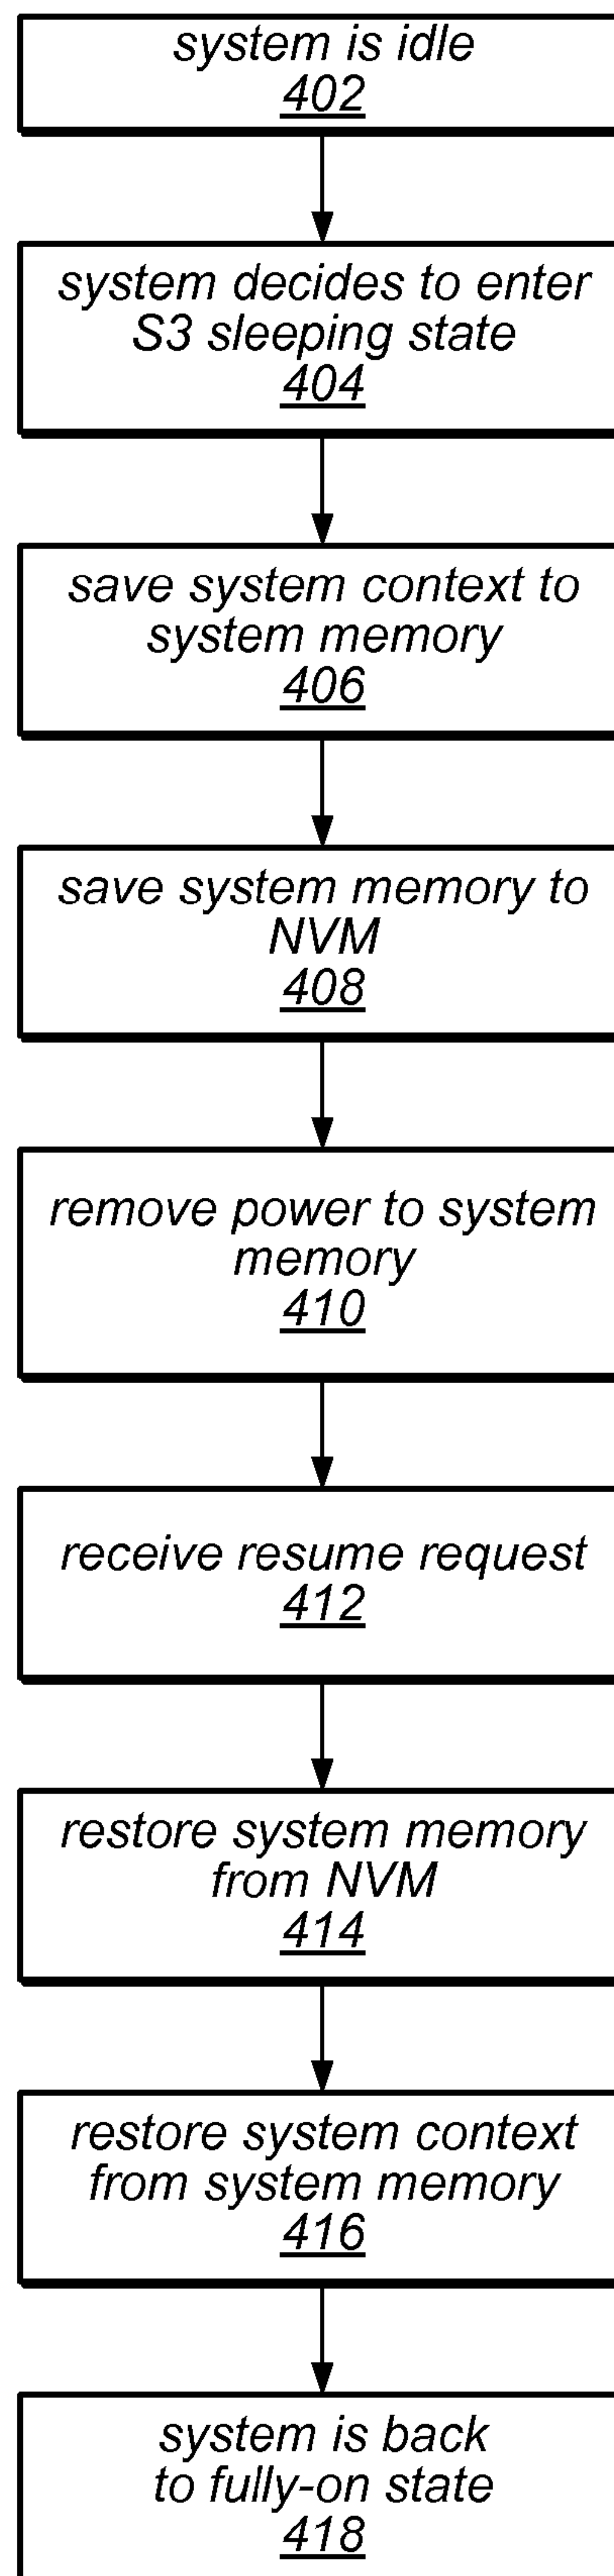 system is idle
402
system decides to enter
S3 sleeping state
404
save system context to
system memory
406
save system memory to
NVM
408
remove power to system
memory
410
receive resume request
412
restore system memory
from NVM
414
restore system context
from system memory
416
system is back
to fully-on state
418